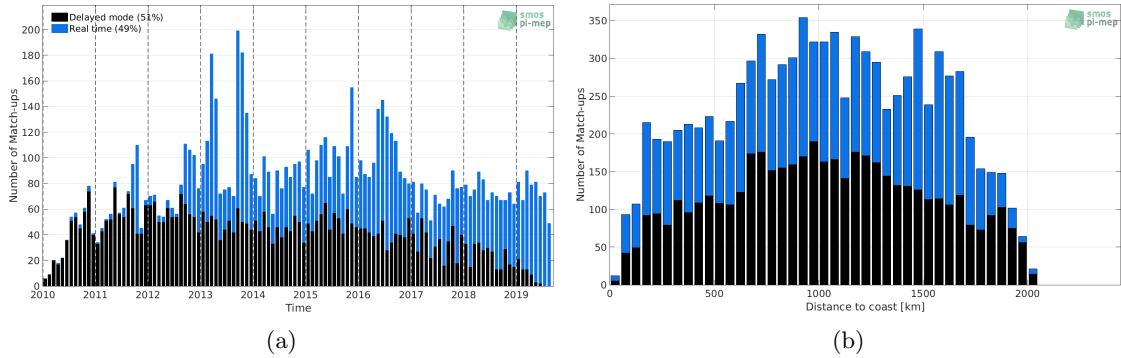 Delayed mode (51%)
Real time (49%)
smos
pi-mep
200
180
160
140
120
100
80
60
40
20
0
Number of Match-ups
2010 2011 2012 2013 2014 2015 2016 2017 2018 2019
Time
(a)
smos
pi-mep
350
300
250
200
150
100
50
0
Number of Match-ups
0 500 1000 1500 2000
Distance to coast [km]
(b)